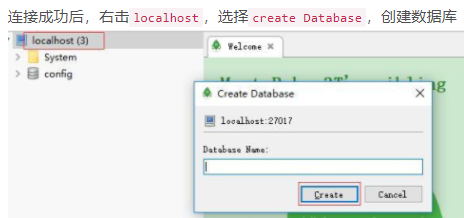 连接成功后，右击 localhost，选择 create Database，创建数据库
localhost (3)
System
config
Welcome
Create Database
localhost:27017
Database Name:
Create
Cancel